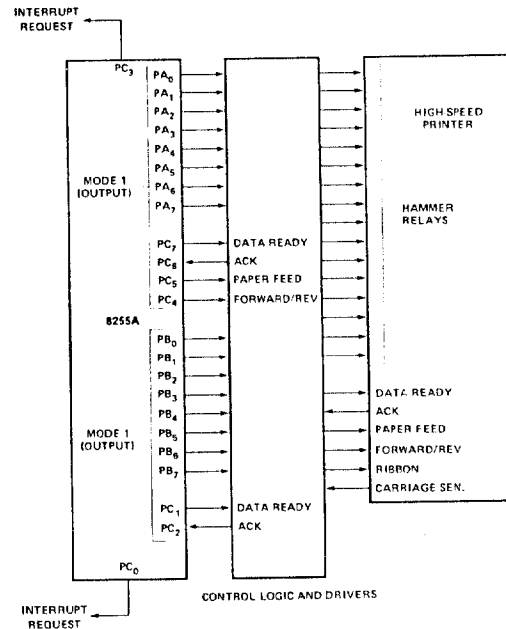 INTERRUPT
REQUEST
PC3
PA0
PA1
PA2
PA3
PA4
PA5
PA6
PA7
MODE 1
(OUTPUT)
PC7
PC6
PC5
PC4
DATA READY
ACK
PAPER FEED
FORWARD/REV
8255A
PB0
PB1
PB2
PB3
PB4
PB5
PB6
PB7
MODE 1
(OUTPUT)
PC1
PC2
DATA READY
ACK
PC0
INTERRUPT
REQUEST
CONTROL LOGIC AND DRIVERS
HIGH-SPEED
PRINTER
HAMMER
RELAYS
DATA READY
ACK
PAPER FEED
FORWARD/REV
RIBBON
CARRIAGE SEN.